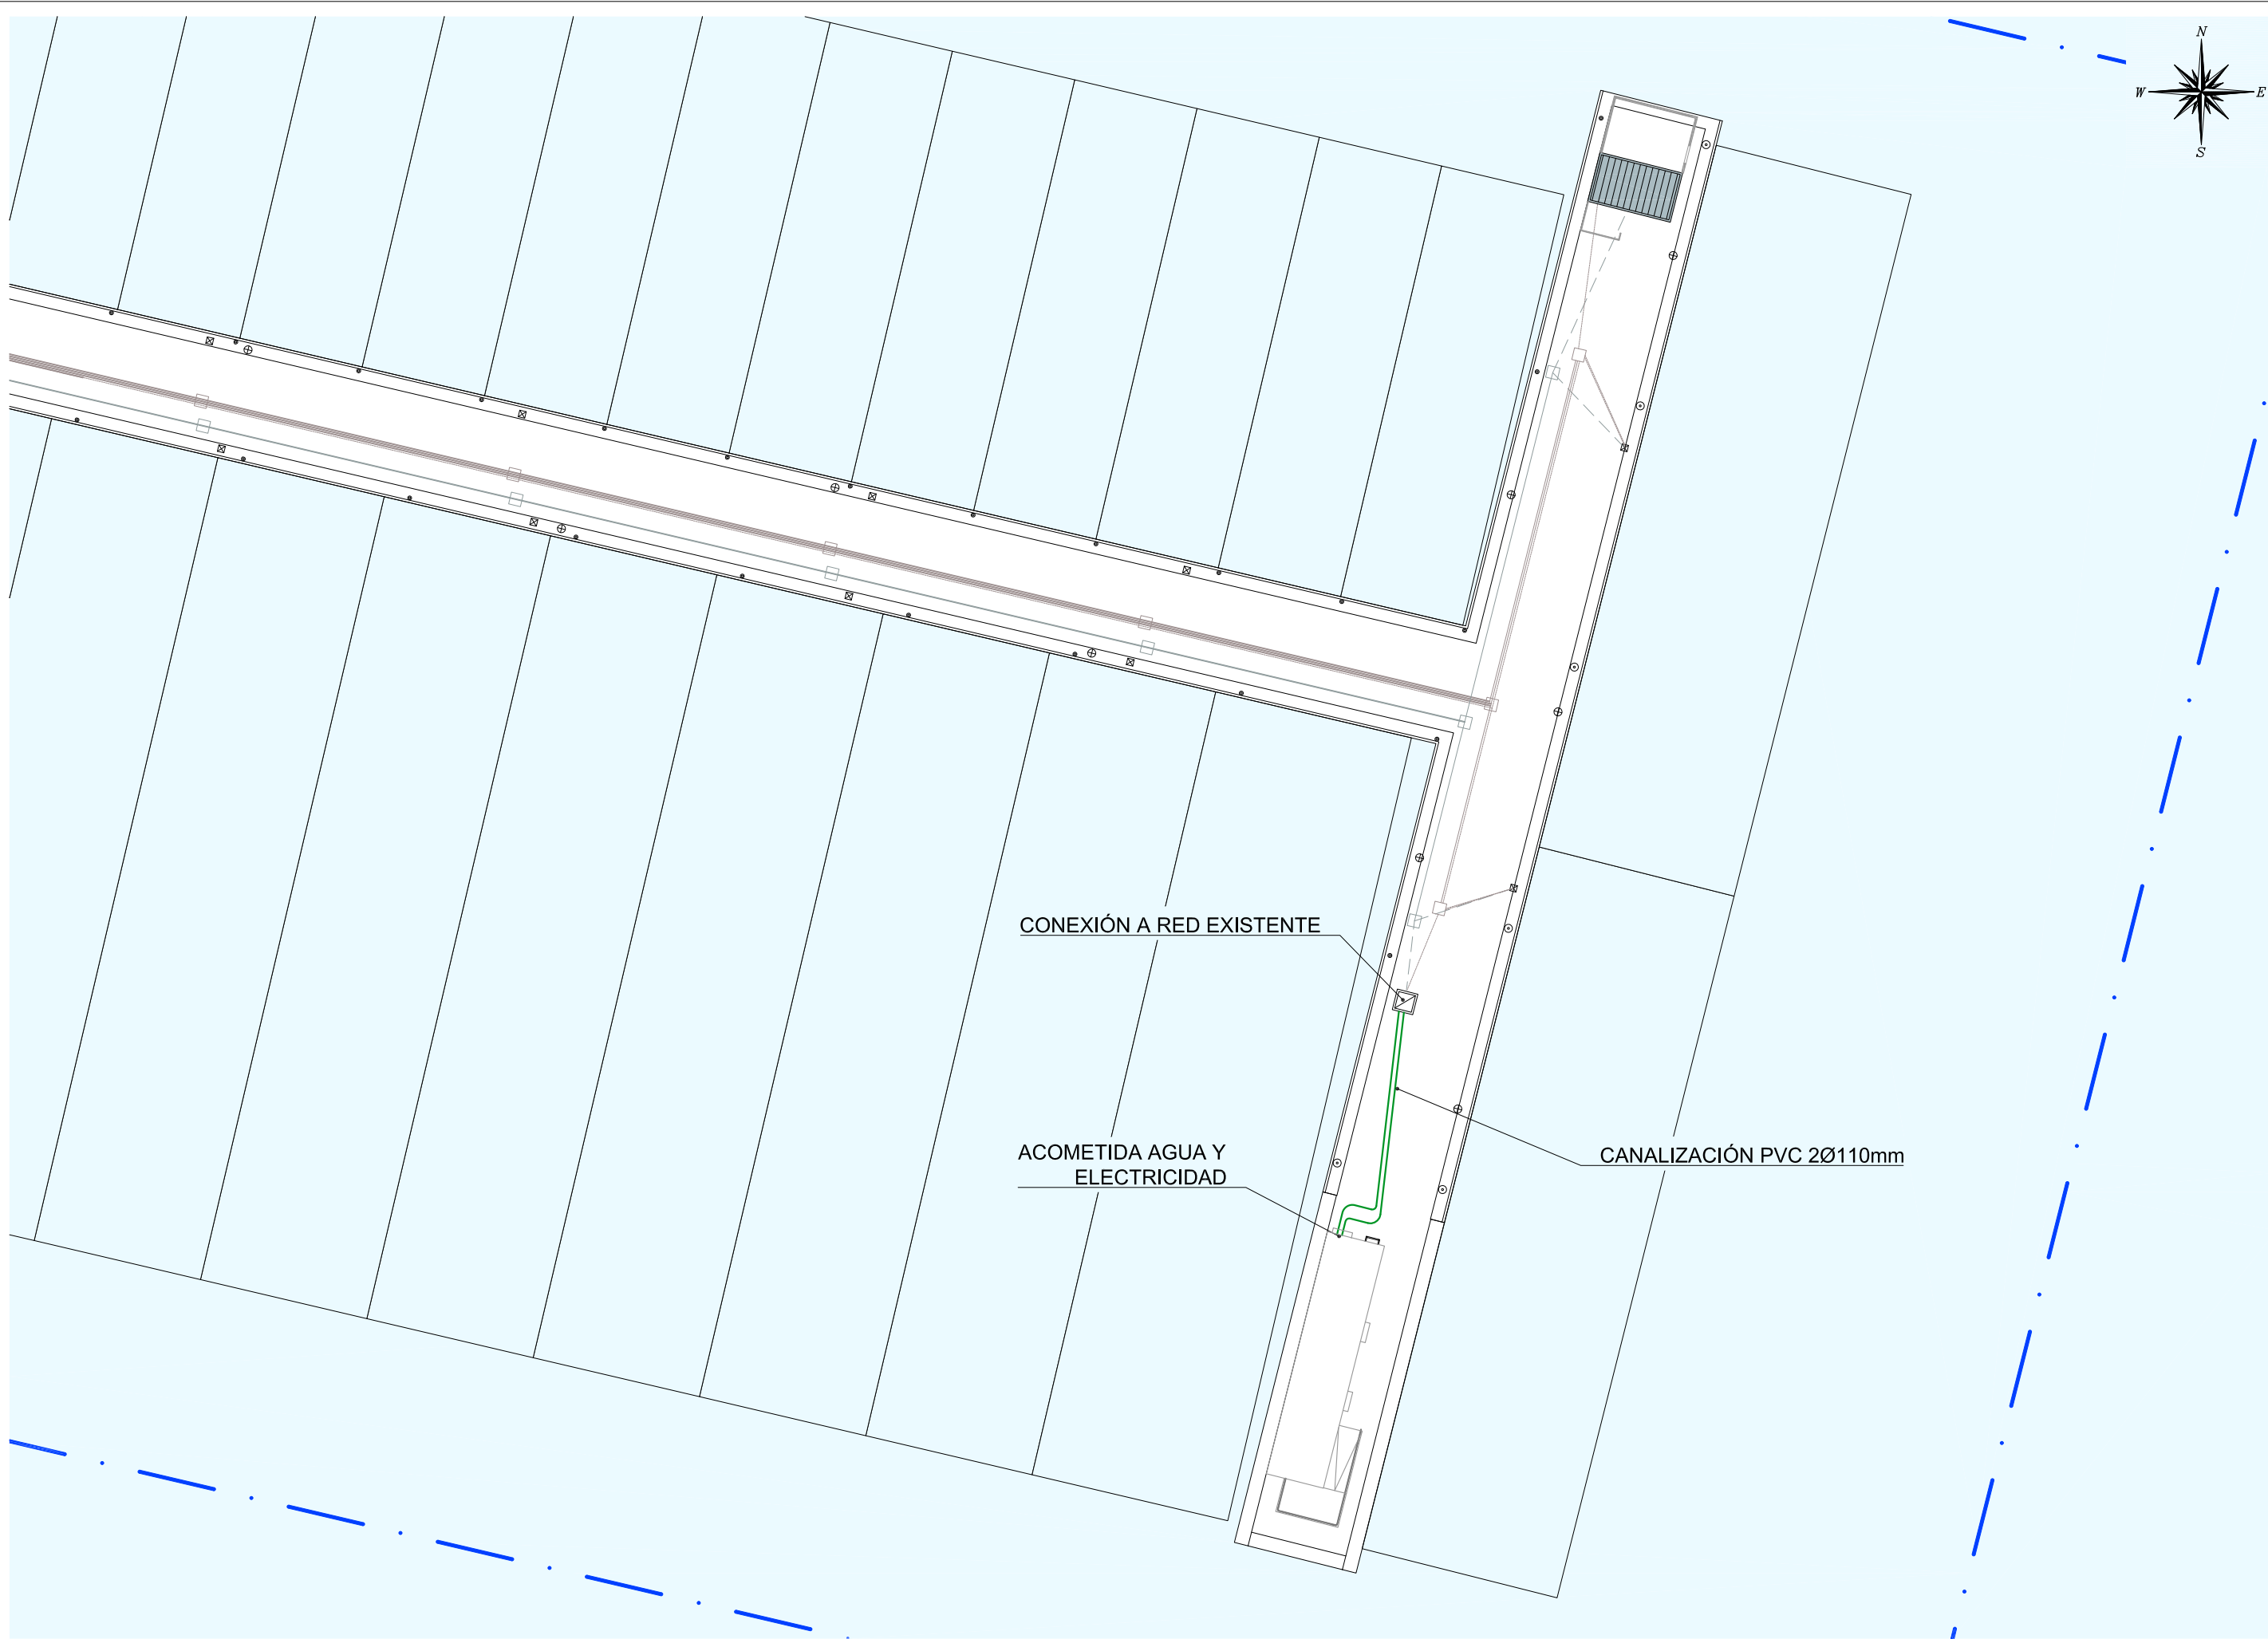 N
W E
S
CONEXIÓN A RED EXISTENTE
ACOMETIDA AGUA Y
ELECTRICIDAD
CANALIZACIÓN PVC 2Ø110mm